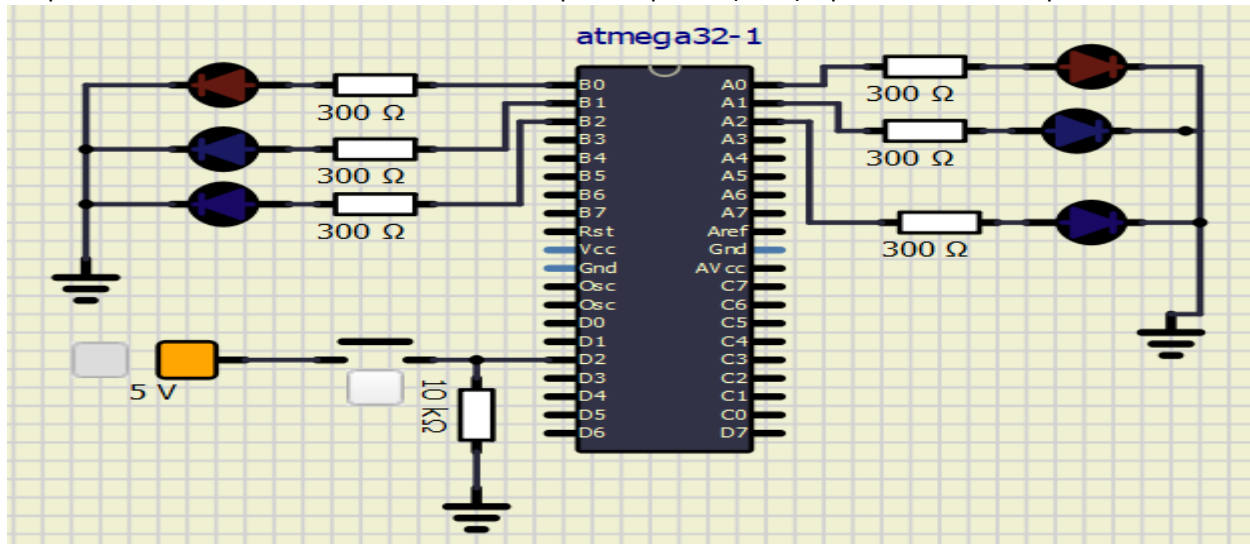 atmega32-1
300 Ω
300 Ω
300 Ω
B0
B1
B2
B3
B4
B5
B6
B7
Rst
Vcc
Gnd
Osc
Osc
D0
D1
D2
D3
D4
D5
D6
A0
A1
A2
A3
A4
A5
A6
A7
Aref
Gnd
AVcc
C7
C6
C5
C4
C3
C2
C1
C0
D7
300 Ω
300 Ω
300 Ω
5 V
10 kΩ